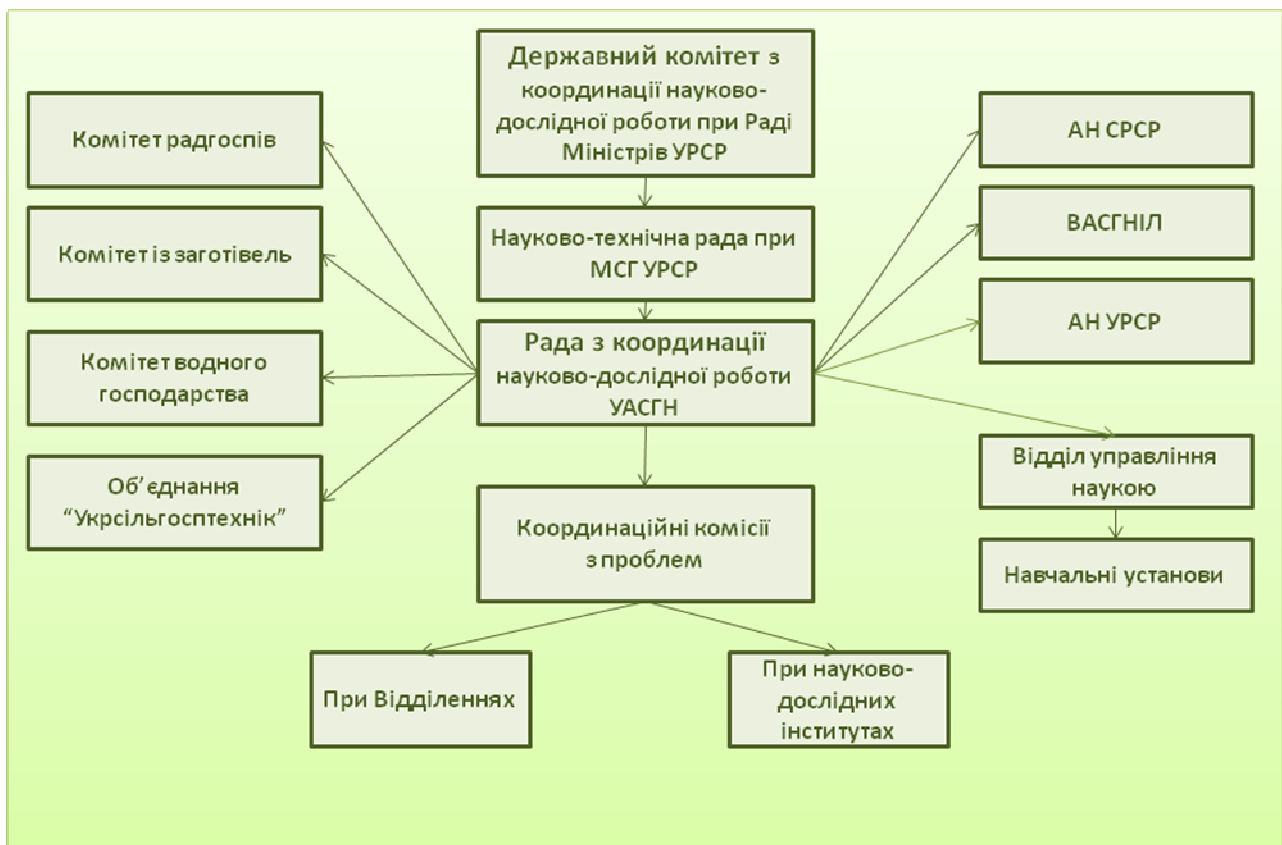 Державний комітет з
координації науково-
дослідної роботи при Раді
Міністрів УРСР
Комітет радгоспів
АН СРСР
Науково-технічна рада при
МСГ УРСР
Комітет із заготівель
ВАСГНІЛ
Рада з координації
науково-дослідної роботи
УАСГН
Комітет водного
господарства
АН УРСР
Об’єднання
“Укрсільгосптехнік”
Відділ управління
наукою
Координаційні комісії
з проблем
Навчальні установи
При Відділеннях
При науково-
дослідних
інститутах